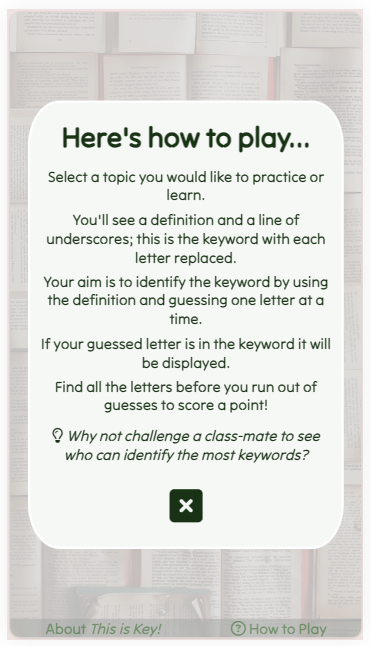 Here's how to play...
Select a topic you would like to practice or
learn.
You'll see a definition and a line of
underscores; this is the keyword with each
letter replaced.
Your aim is to identify the keyword by using
the definition and guessing one letter at a
time.
If your guessed letter is in the keyword it will
be displayed.
Find all the letters before you run out of
guesses to score a point!
Why not challenge a class-mate to see
who can identify the most keywords?
About This is Key!
How to Play